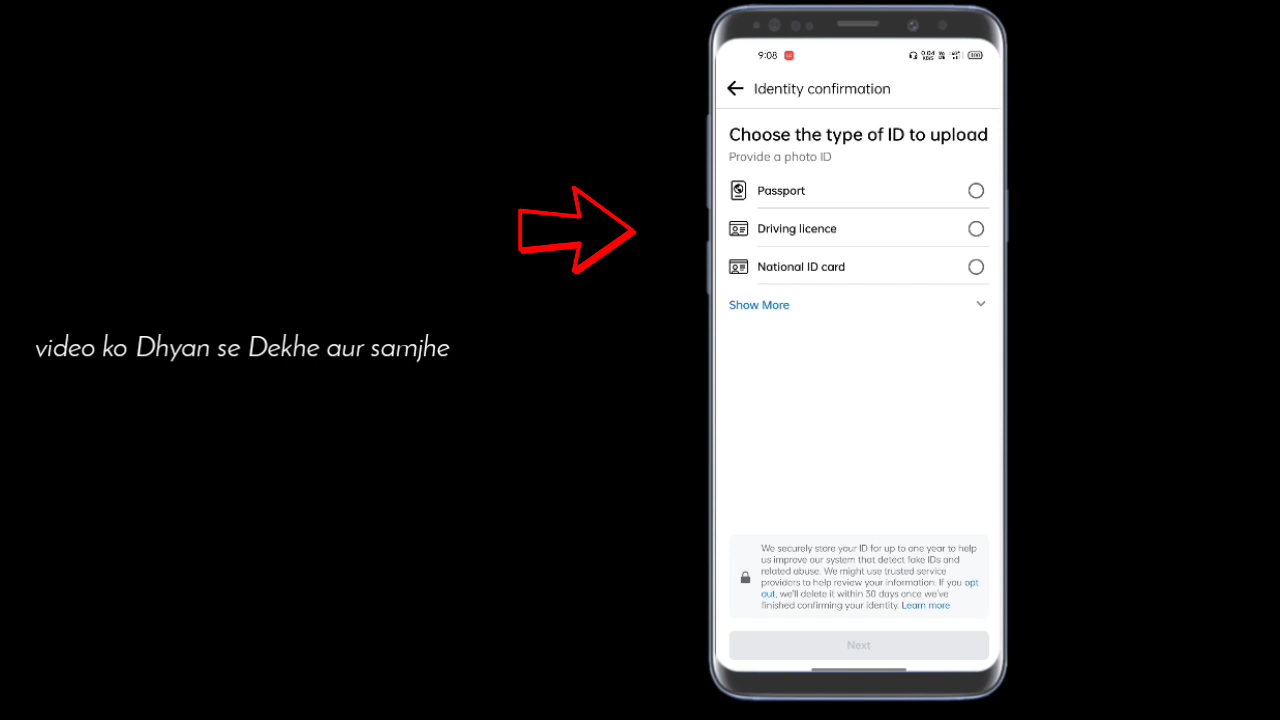 9:08
Identity confirmation
Choose the type of ID to upload
Provide a photo ID
Passport
Driving licence
National ID card
Show More
video ko Dhyan se Dekhe aur samjhe
We securely store your ID for up to one year to help
us improve our system that detect fake IDs and
related abuse. We might use trusted service
providers to help review your information. If you opt
out, we'll delete it within 30 days once we've
finished confirming your identity. Learn more
Next